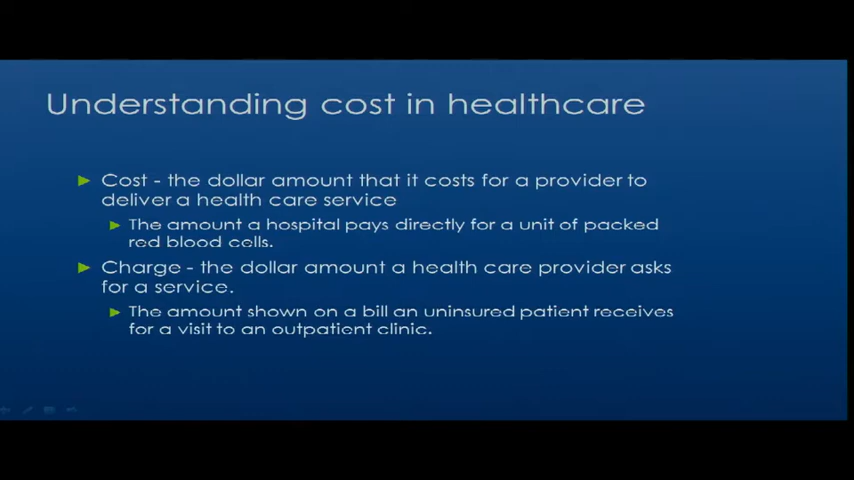 Understanding cost in healthcare
Cost - the dollar amount that it costs for a provider to
deliver a health care service
The amount a hospital pays directly for a unit of packed
red blood cells.
Charge - the dollar amount a health care provider asks
for a service.
The amount shown on a bill an uninsured patient receives
for a visit to an outpatient clinic.